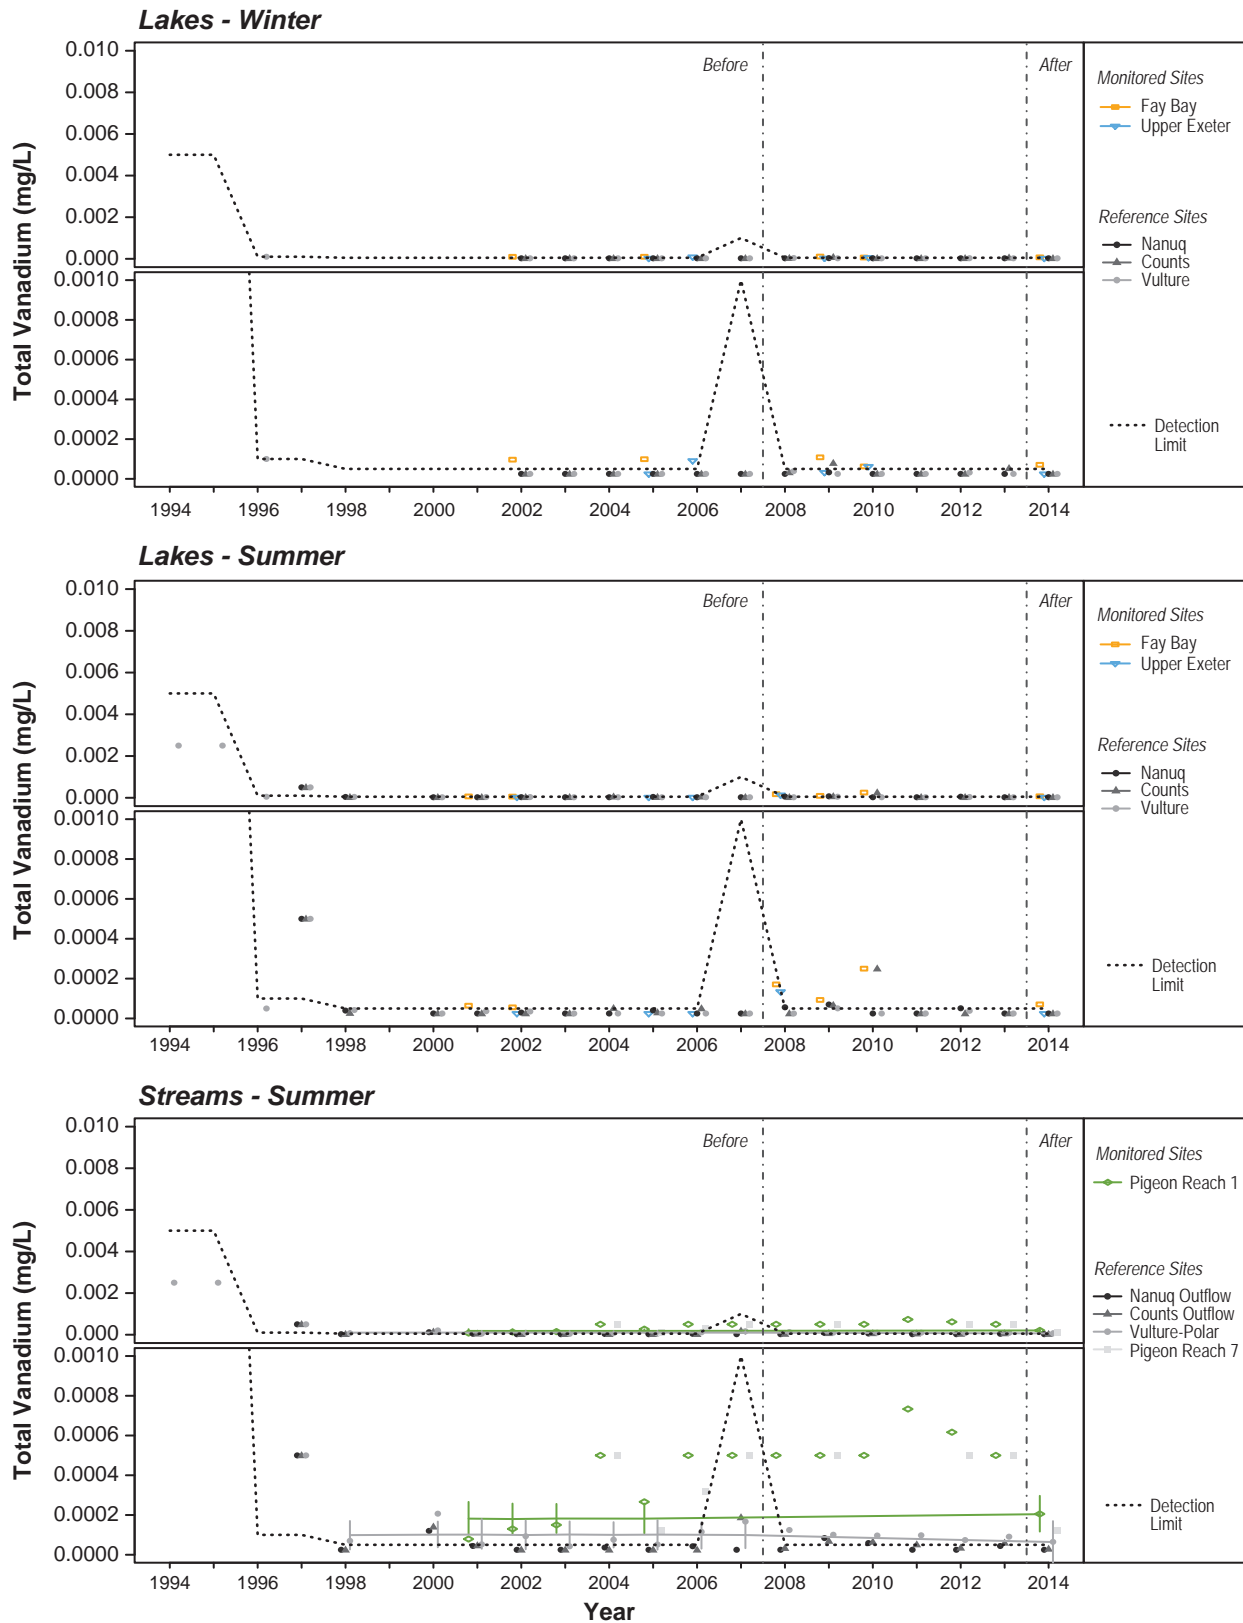 Lakes - Winter
Total Vanadium (mg/L)
0.010
0.008
0.006
0.004
0.002
0.000
Before
After
Monitored Sites
Fay Bay
Upper Exeter
Reference Sites
Nanuq
Counts
Vulture
Total Vanadium (mg/L)
0.0010
0.0008
0.0006
0.0004
0.0002
0.0000
Detection
Limit
1994 1996 1998 2000 2002 2004 2006 2008 2010 2012 2014
Lakes - Summer
Total Vanadium (mg/L)
0.010
0.008
0.006
0.004
0.002
0.000
Before
After
Monitored Sites
Fay Bay
Upper Exeter
Reference Sites
Nanuq
Counts
Vulture
Total Vanadium (mg/L)
0.0010
0.0008
0.0006
0.0004
0.0002
0.0000
Detection
Limit
1994 1996 1998 2000 2002 2004 2006 2008 2010 2012 2014
Streams - Summer
Total Vanadium (mg/L)
0.010
0.008
0.006
0.004
0.002
0.000
Before
After
Monitored Sites
Pigeon Reach 1
Reference Sites
Nanuq Outflow
Counts Outflow
Vulture-Polar
Pigeon Reach 7
Total Vanadium (mg/L)
0.0010
0.0008
0.0006
0.0004
0.0002
0.0000
Detection
Limit
1994 1996 1998 2000 2002 2004 2006 2008 2010 2012 2014
Year